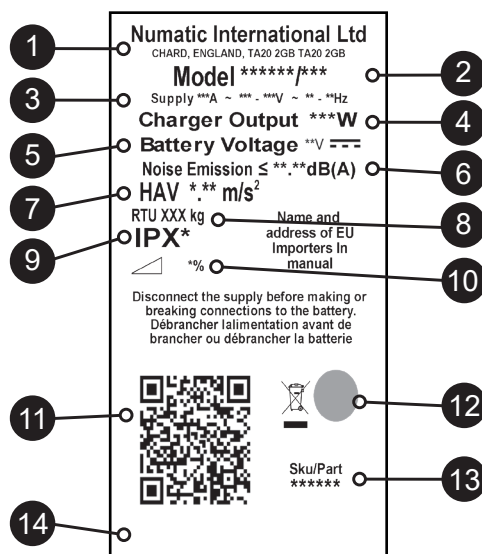 Numatic International Ltd
CHARD, ENGLAND, TA20 2GB TA20 2GB
1
Model ******/***
2
3
Supply ***A ~ *** - ***V ~ ** - **Hz
Charger Output ***W
4
5
Battery Voltage **V
Noise Emission ≤ **.**dB(A)
6
7
HAV *.** m/s²
RTU XXX kg
8
9
IPX*
Name and
address of EU
Importers In
manual
*%
10
Disconnect the supply before making or
breaking connections to the battery.
Débrancher lalimentation avant de
brancher ou débrancher la batterie
11
12
Sku/Part
******
13
14